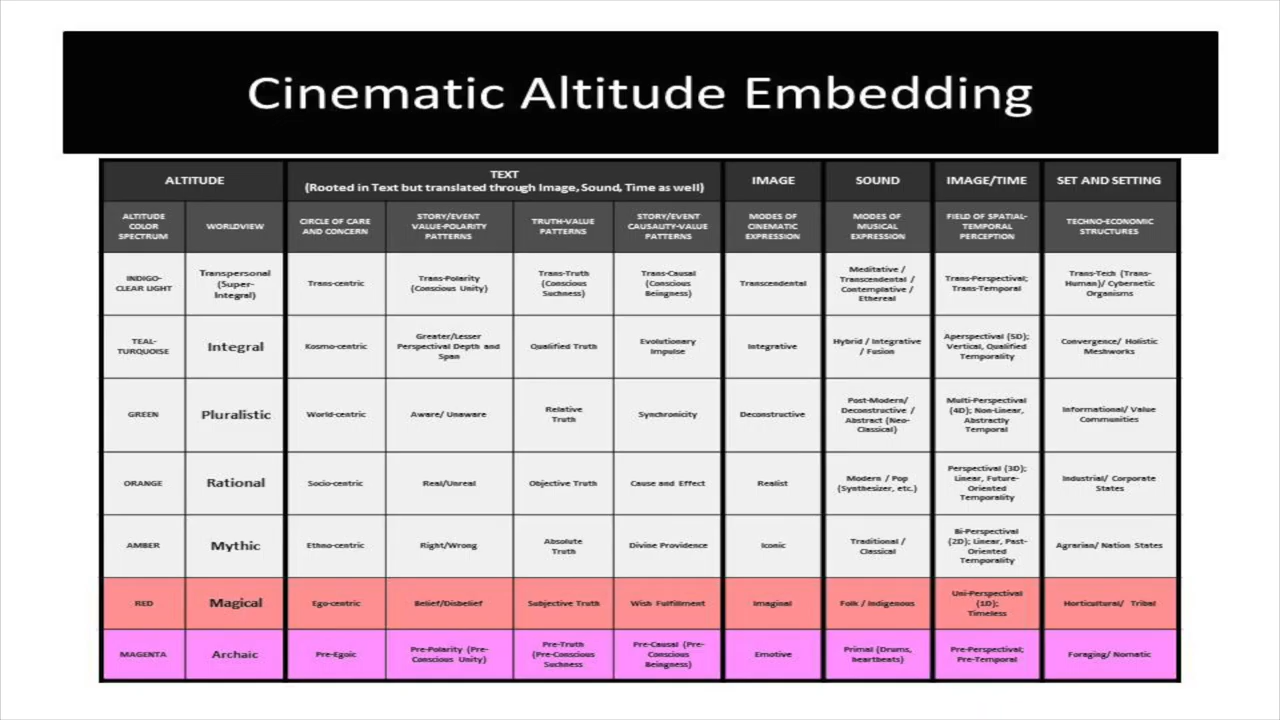 Cinematic Altitude Embedding
ALTITUDE
TEXT
(Rooted in Text but translated through Image, Sound, Time as well)
IMAGE
SOUND
IMAGE/TIME
SET AND SETTING
ALTITUDE
COLOR
SPECTRUM
WORLDVIEW
CIRCLE OF CARE
AND CONCERN
STORY/EVENT
VALUE-POLARITY
PATTERNS
TRUTH-VALUE
PATTERNS
STORY/EVENT
CAUSALITY-VALUE
PATTERNS
MODES OF
CINEMATIC
EXPRESSION
MODES OF
MUSICAL
EXPRESSION
FIELD OF SPATIAL-
TEMPORAL
PERCEPTION
TECHNO-ECONOMIC
STRUCTURES
INDIGO-
CLEAR LIGHT
Transpersonal
(Super-
Integral)
Trans-centric
Trans-Polarity
(Conscious Unity)
Trans-Truth
(Conscious
Suchness)
Trans-Causal
(Conscious
Beingness)
Transcendental
Meditative /
Transcendental /
Contemplative /
Ethereal
Trans-Perspectival;
Trans-Temporal
Trans-Tech (Trans-
Human)/ Cybernetic
Organisms
TEAL-
TURQUOISE
Integral
Kosmo-centric
Greater/Lesser
Perspectival Depth and
Span
Qualified Truth
Evolutionary
Impulse
Integrative
Hybrid / Integrative
/ Fusion
Aperspectival (5D);
Vertical, Qualified
Temporality
Convergence/ Holistic
Meshworks
GREEN
Pluralistic
World-centric
Aware/ Unaware
Relative
Truth
Synchronicity
Deconstructive
Post-Modern/
Deconstructive /
Abstract (Neo-
Classical)
Multi-Perspectival
(4D); Non-Linear,
Abstractly
Temporal
Informational/ Value
Communities
ORANGE
Rational
Socio-centric
Real/Unreal
Objective Truth
Cause and Effect
Realist
Modern / Pop
(Synthesizer, etc.)
Perspectival (3D);
Linear, Future-
Oriented
Temporality
Industrial/ Corporate
States
AMBER
Mythic
Ethno-centric
Right/Wrong
Absolute
Truth
Divine Providence
Iconic
Traditional /
Classical
Bi-Perspectival
(2D); Linear, Past-
Oriented
Temporality
Agrarian/ Nation States
RED
Magical
Ego-centric
Belief/Disbelief
Subjective Truth
Wish Fulfillment
Imaginal
Folk / Indigenous
Uni-Perspectival
(1D);
Timeless
Horticultural/ Tribal
MAGENTA
Archaic
Pre-Egoic
Pre-Polarity (Pre-
Conscious Unity)
Pre-Truth
(Pre-Conscious
Suchness
Pre-Causal (Pre-
Conscious
Beingness)
Emotive
Primal (Drums,
heartbeats)
Pre-Perspectival;
Pre-Temporal
Foraging/ Nomatic